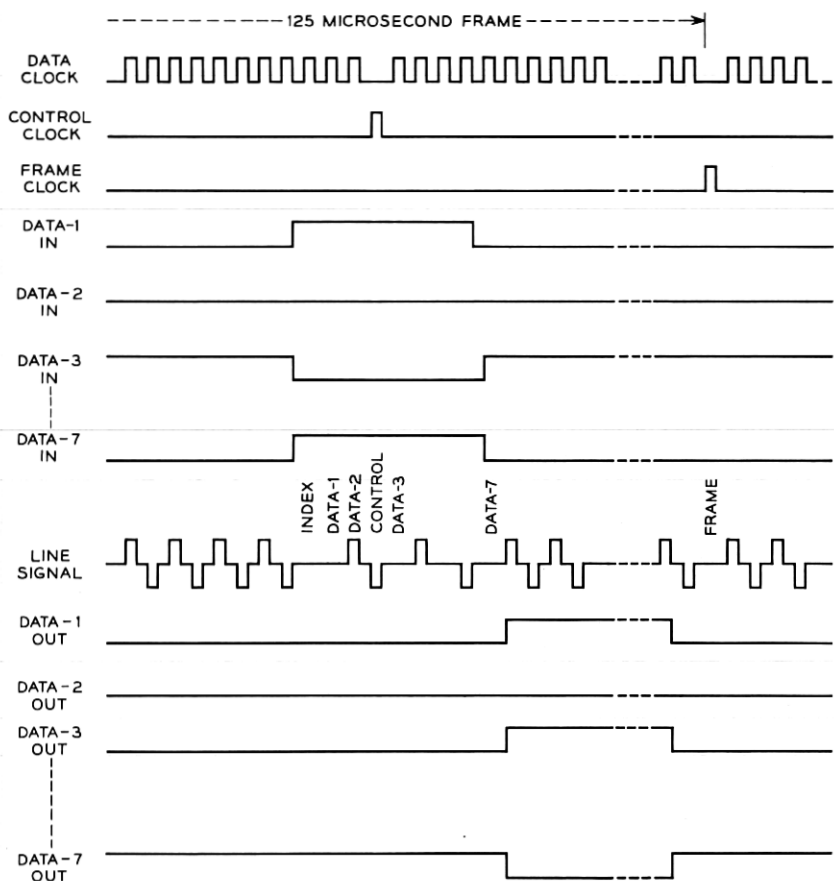 125 MICROSECOND FRAME
DATA
CLOCK
CONTROL
CLOCK
FRAME
CLOCK
DATA-1
IN
DATA-2
IN
DATA-3
IN
DATA-7
IN
INDEX
DATA-1
DATA-2
CONTROL
DATA-3
DATA-7
FRAME
LINE
SIGNAL
DATA-1
OUT
DATA-2
OUT
DATA-3
OUT
DATA-7
OUT